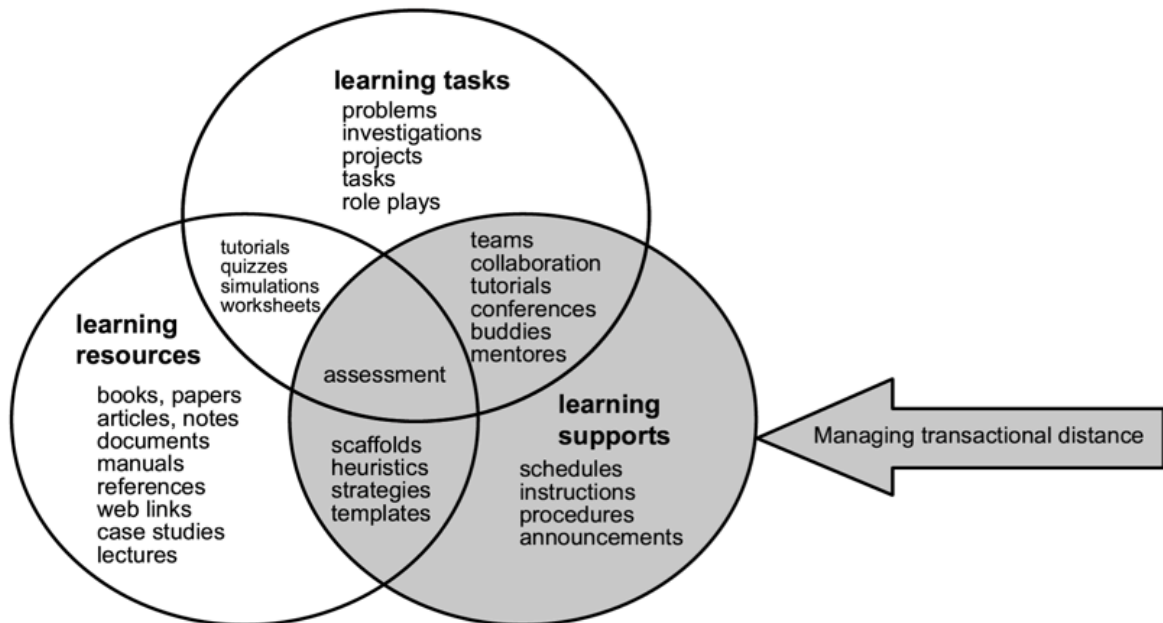 learning tasks
problems
investigations
projects
tasks
role plays
tutorials
quizzes
simulations
worksheets
teams
collaboration
tutorials
conferences
buddies
mentores
learning
resources
books, papers
articles, notes
documents
manuals
references
web links
case studies
lectures
assessment
scaffolds
heuristics
strategies
templates
learning
supports
schedules
instructions
procedures
announcements
Managing transactional distance